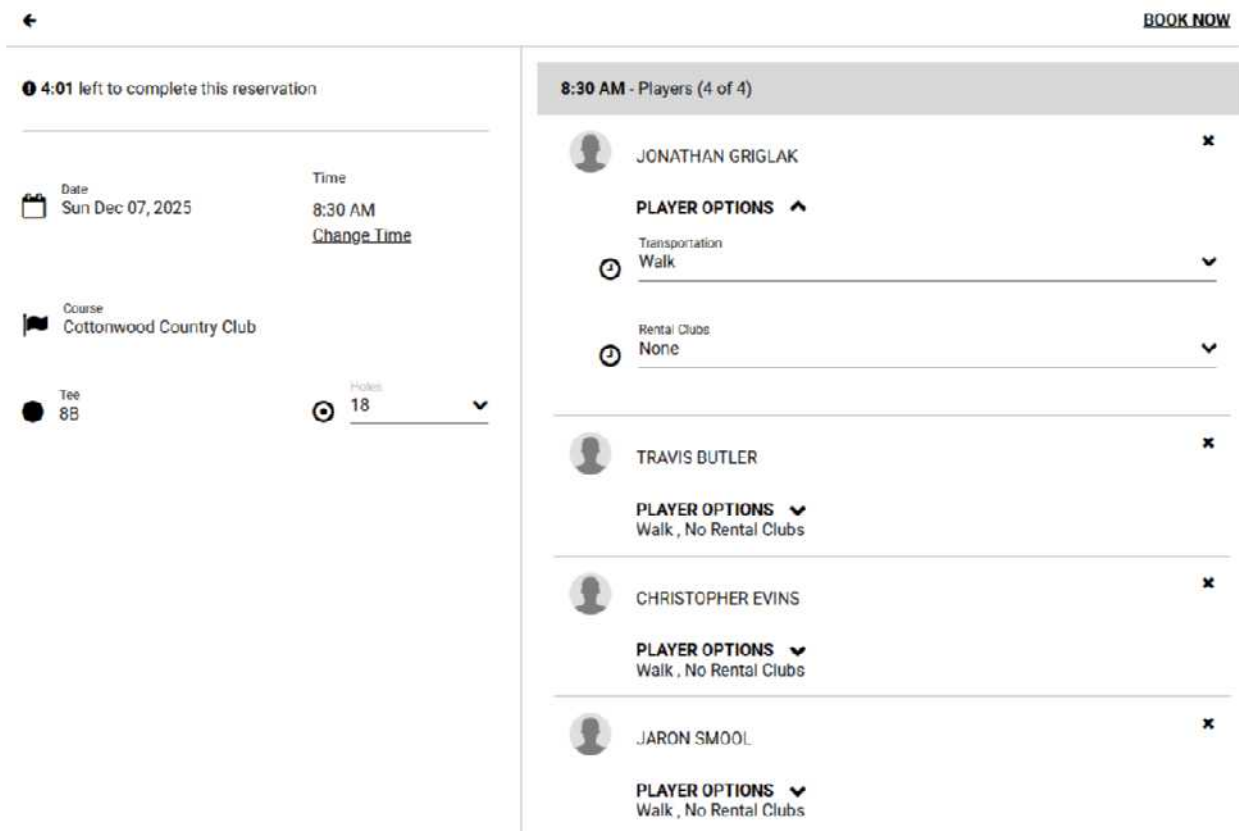 BOOK NOW
4:01 left to complete this reservation
Date
Sun Dec 07, 2025
Time
8:30 AM
Change Time
Course
Cottonwood Country Club
Tee
8B
Holes
18
8:30 AM - Players (4 of 4)
JONATHAN GRIGLAK
PLAYER OPTIONS
Transportation
Walk
Rental Clubs
None
TRAVIS BUTLER
PLAYER OPTIONS
Walk , No Rental Clubs
CHRISTOPHER EVINS
PLAYER OPTIONS
Walk , No Rental Clubs
JARON SMOOL
PLAYER OPTIONS
Walk , No Rental Clubs